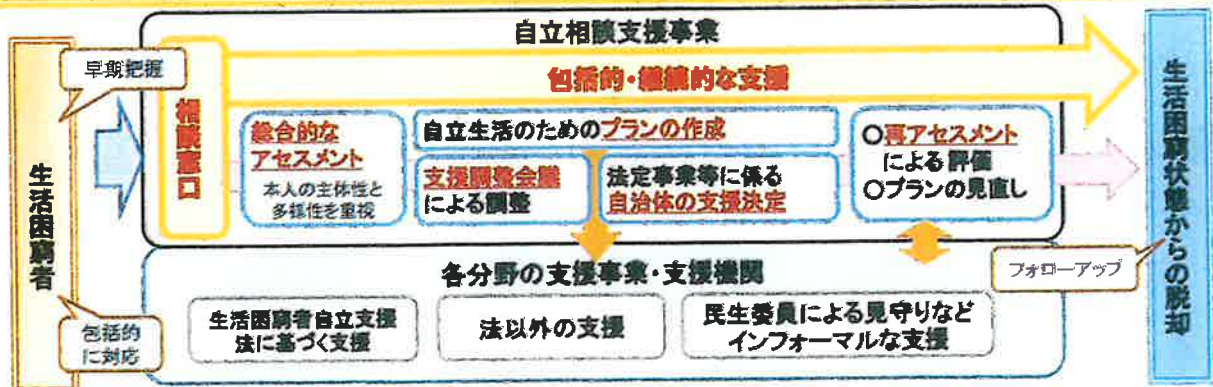 自立相談支援事業
早期把握
包括的・継続的な支援
相談窓口
総合的な
アセスメント
本人の主体性と
多様性を重視
自立生活のためのプランの作成
支援調整会議
による調整
法定事業等に係る
自治体の支援決定
○再アセスメント
による評価
○プランの見直し
生活困窮者
包括的
に対応
各分野の支援事業・支援機関
生活困窮者自立支援
法に基づく支援
法以外の支援
民生委員による見守りなど
インフォーマルな支援
フォローアップ
生活困窮状態からの脱却